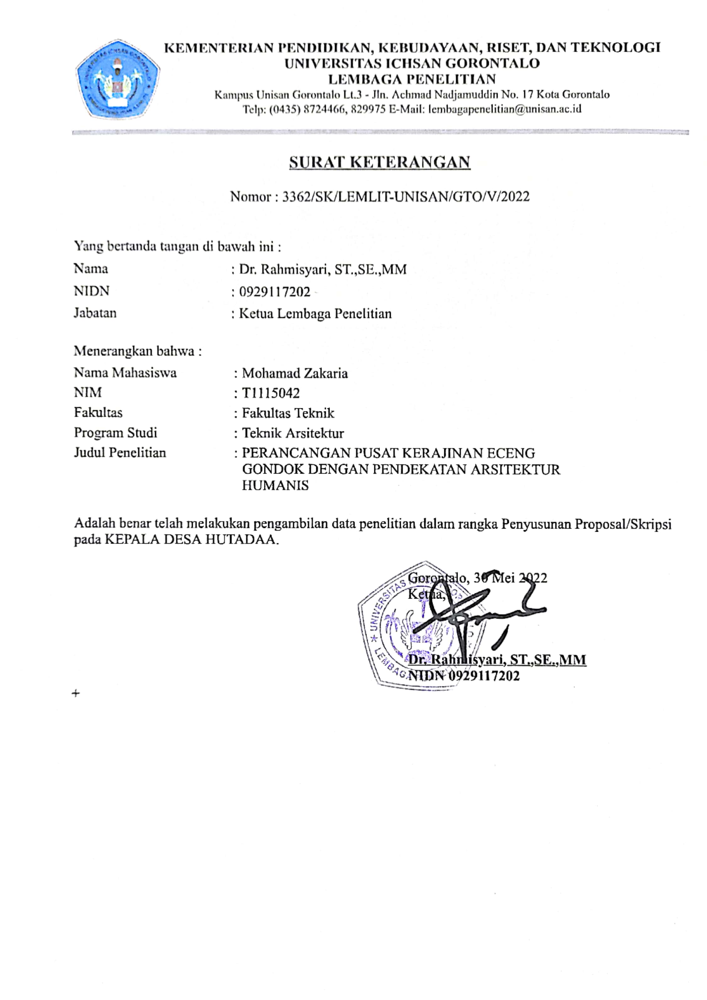 KEMENTERIAN PENDIDIKAN, KEBUDAYAAN, RISET, DAN TEKNOLOGI
UNIVERSITAS ICHSAN GORONTALO
LEMBAGA PENELITIAN
Kampus Unisan Gorontalo Lt.3 - Jln. Achmad Nadjamuddin No. 17 Kota Gorontalo
Telp: (0435) 8724466, 829975 E-Mail: lembagapenelitian@unisan.ac.id
SURAT KETERANGAN
Nomor : 3362/SK/LEMLIT-UNISAN/GTO/V/2022
Yang bertanda tangan di bawah ini :
Nama : Dr. Rahmisyari, ST.,SE.,MM
NIDN : 0929117202
Jabatan : Ketua Lembaga Penelitian
Menerangkan bahwa :
Nama Mahasiswa : Mohamad Zakaria
NIM : T1115042
Fakultas : Fakultas Teknik
Program Studi : Teknik Arsitektur
Judul Penelitian : PERANCANGAN PUSAT KERAJINAN ECENG
GONDOK DENGAN PENDEKATAN ARSITEKTUR
HUMANIS
Adalah benar telah melakukan pengambilan data penelitian dalam rangka Penyusunan Proposal/Skripsi
pada KEPALA DESA HUTADAA.
Gorontalo, 30 Mei 2022
Ketua,
UNIVERSITAS
LEMBAGA
Dr. Rahmisyari, ST.,SE.,MM
NIDN 0929117202
+